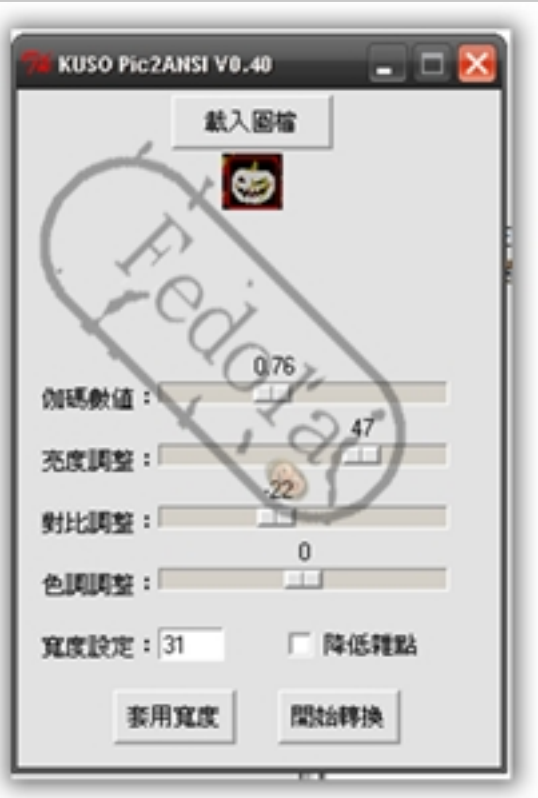 KUSO Pic2ANSI V0.40
載入圖檔
Fedora
0.76
伽碼數值：
47
亮度調整：
-22
對比調整：
0
色調調整：
寬度設定：31 降低雜點
套用寬度 開始轉換